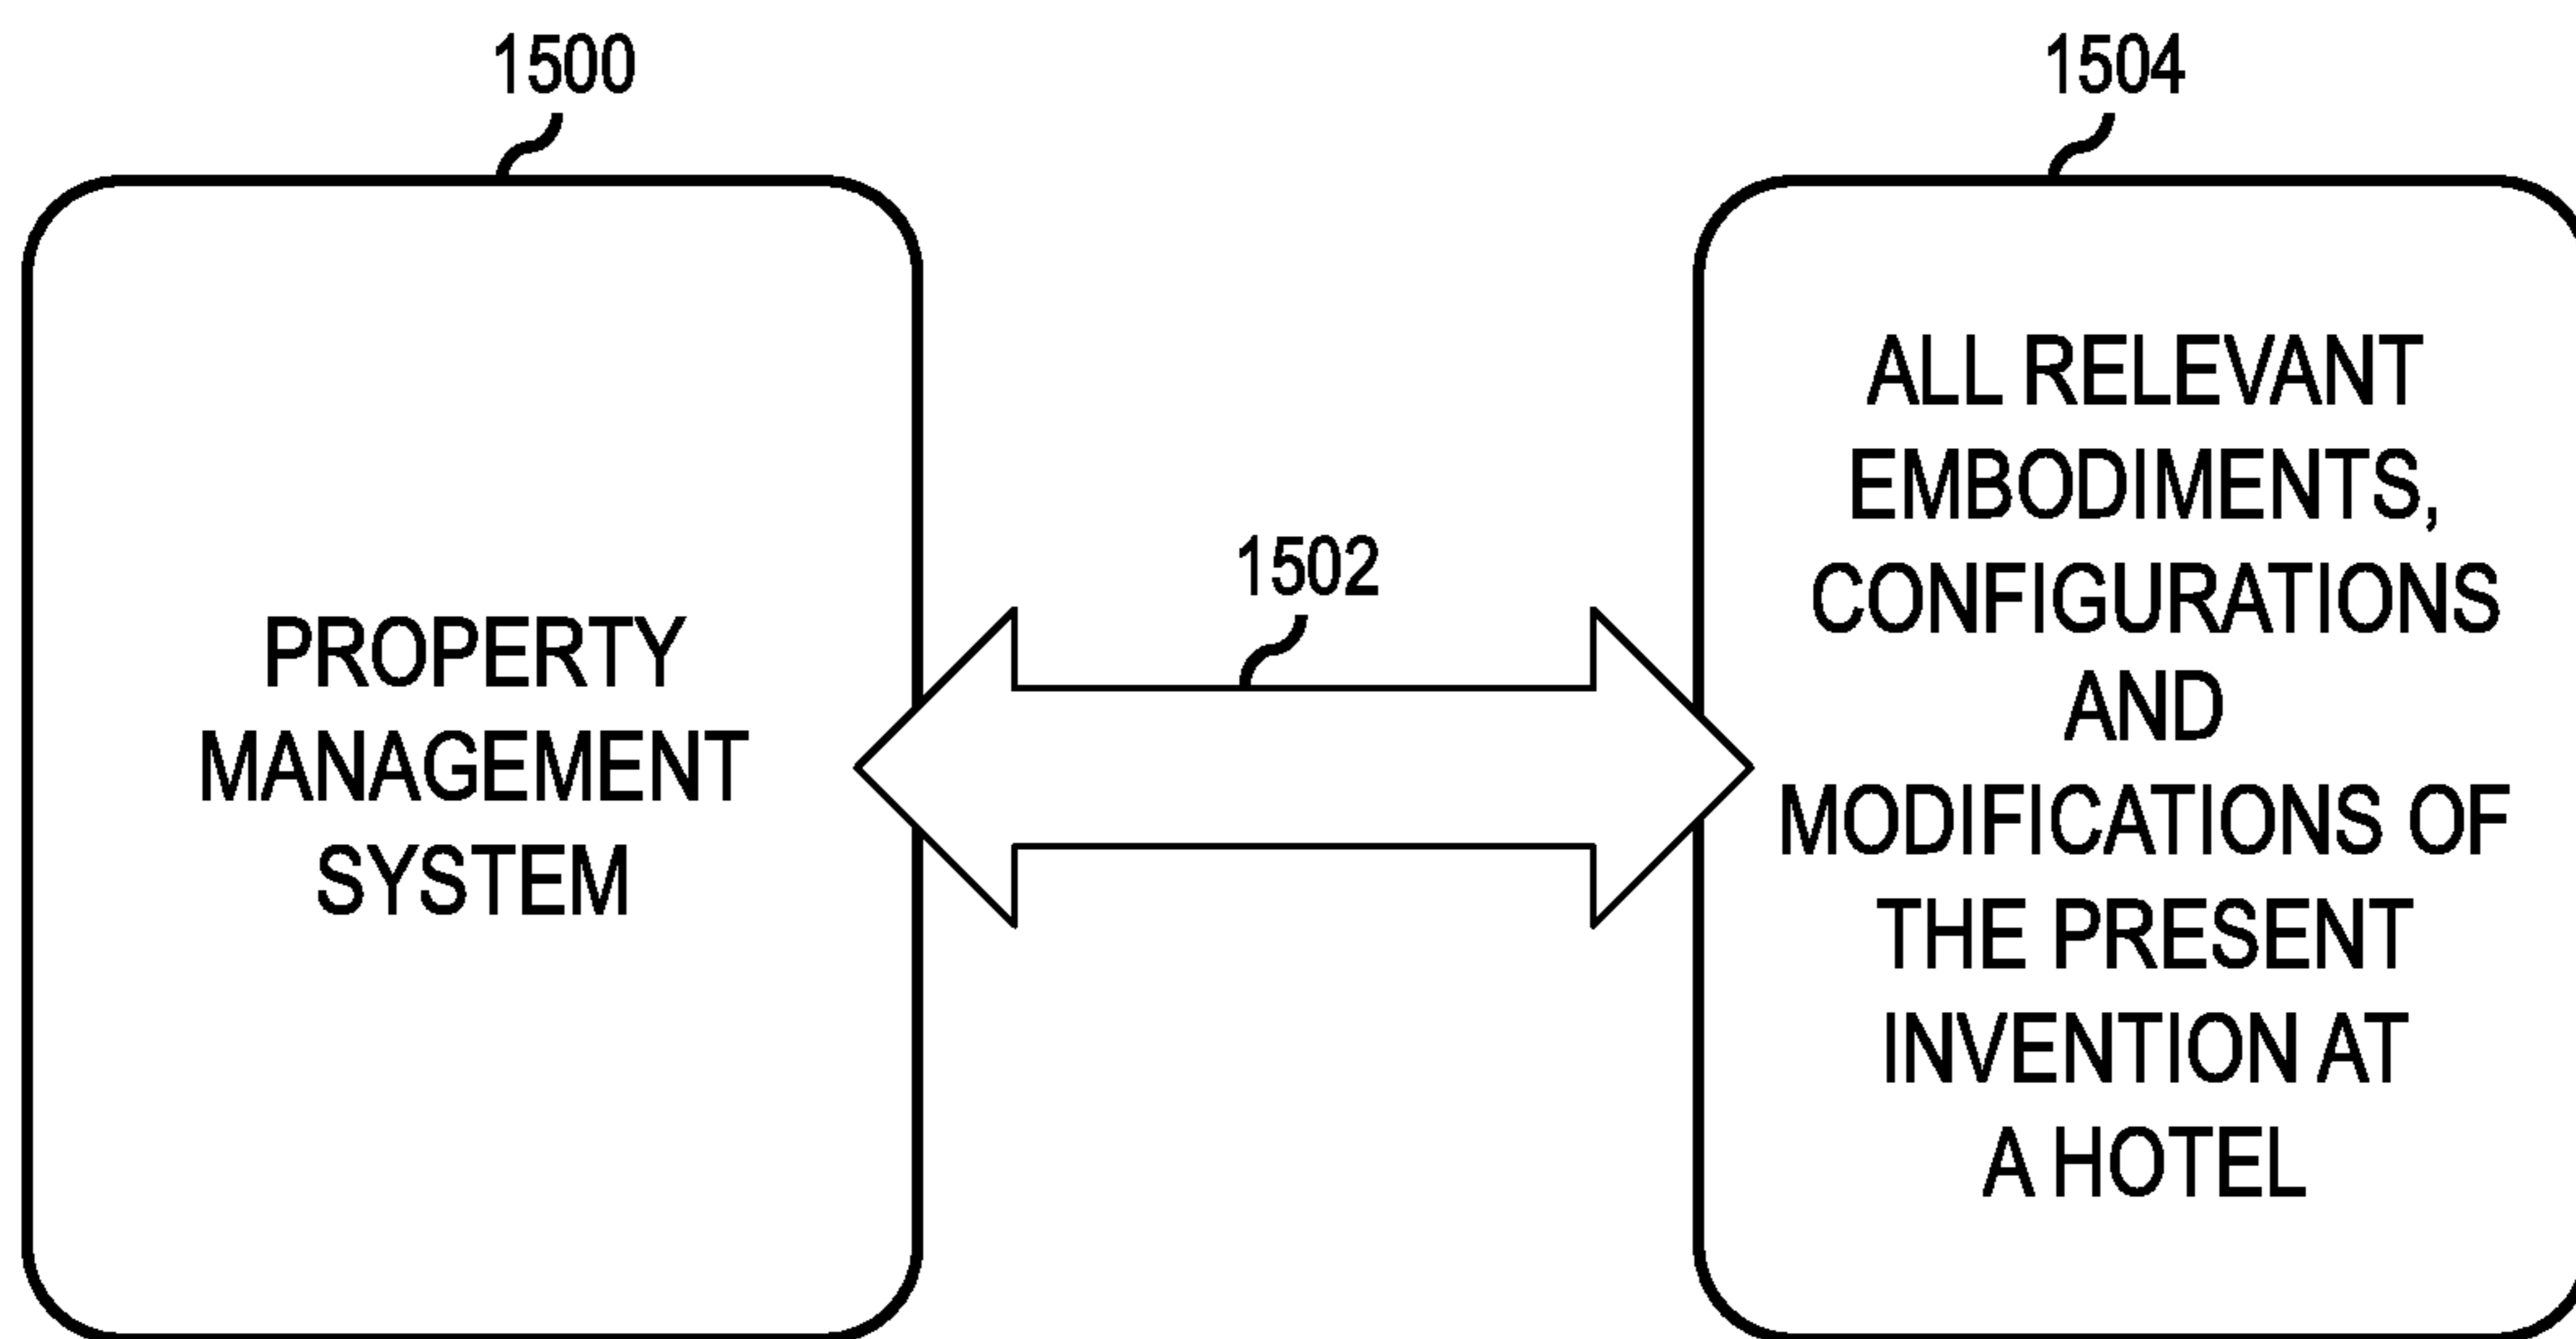 1500
PROPERTY
MANAGEMENT
SYSTEM
1502
1504
ALL RELEVANT
EMBODIMENTS,
CONFIGURATIONS
AND
MODIFICATIONS OF
THE PRESENT
INVENTION AT
A HOTEL